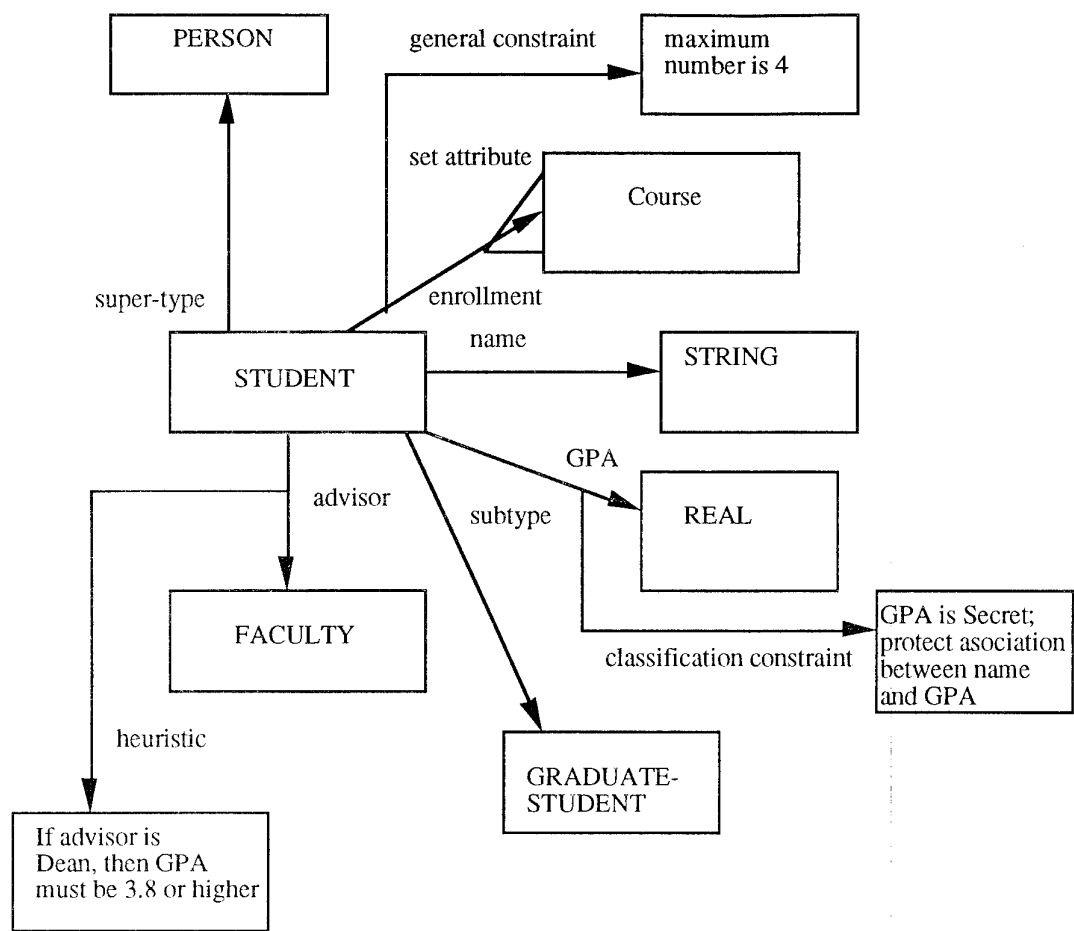 PERSON
general constraint
maximum
number is 4
set attribute
Course
super-type
enrollment
name
STUDENT
STRING
GPA
advisor
subtype
REAL
FACULTY
GPA is Secret;
protect asociation
between name
and GPA
classification constraint
heuristic
GRADUATE-
STUDENT
If advisor is
Dean, then GPA
must be 3.8 or higher